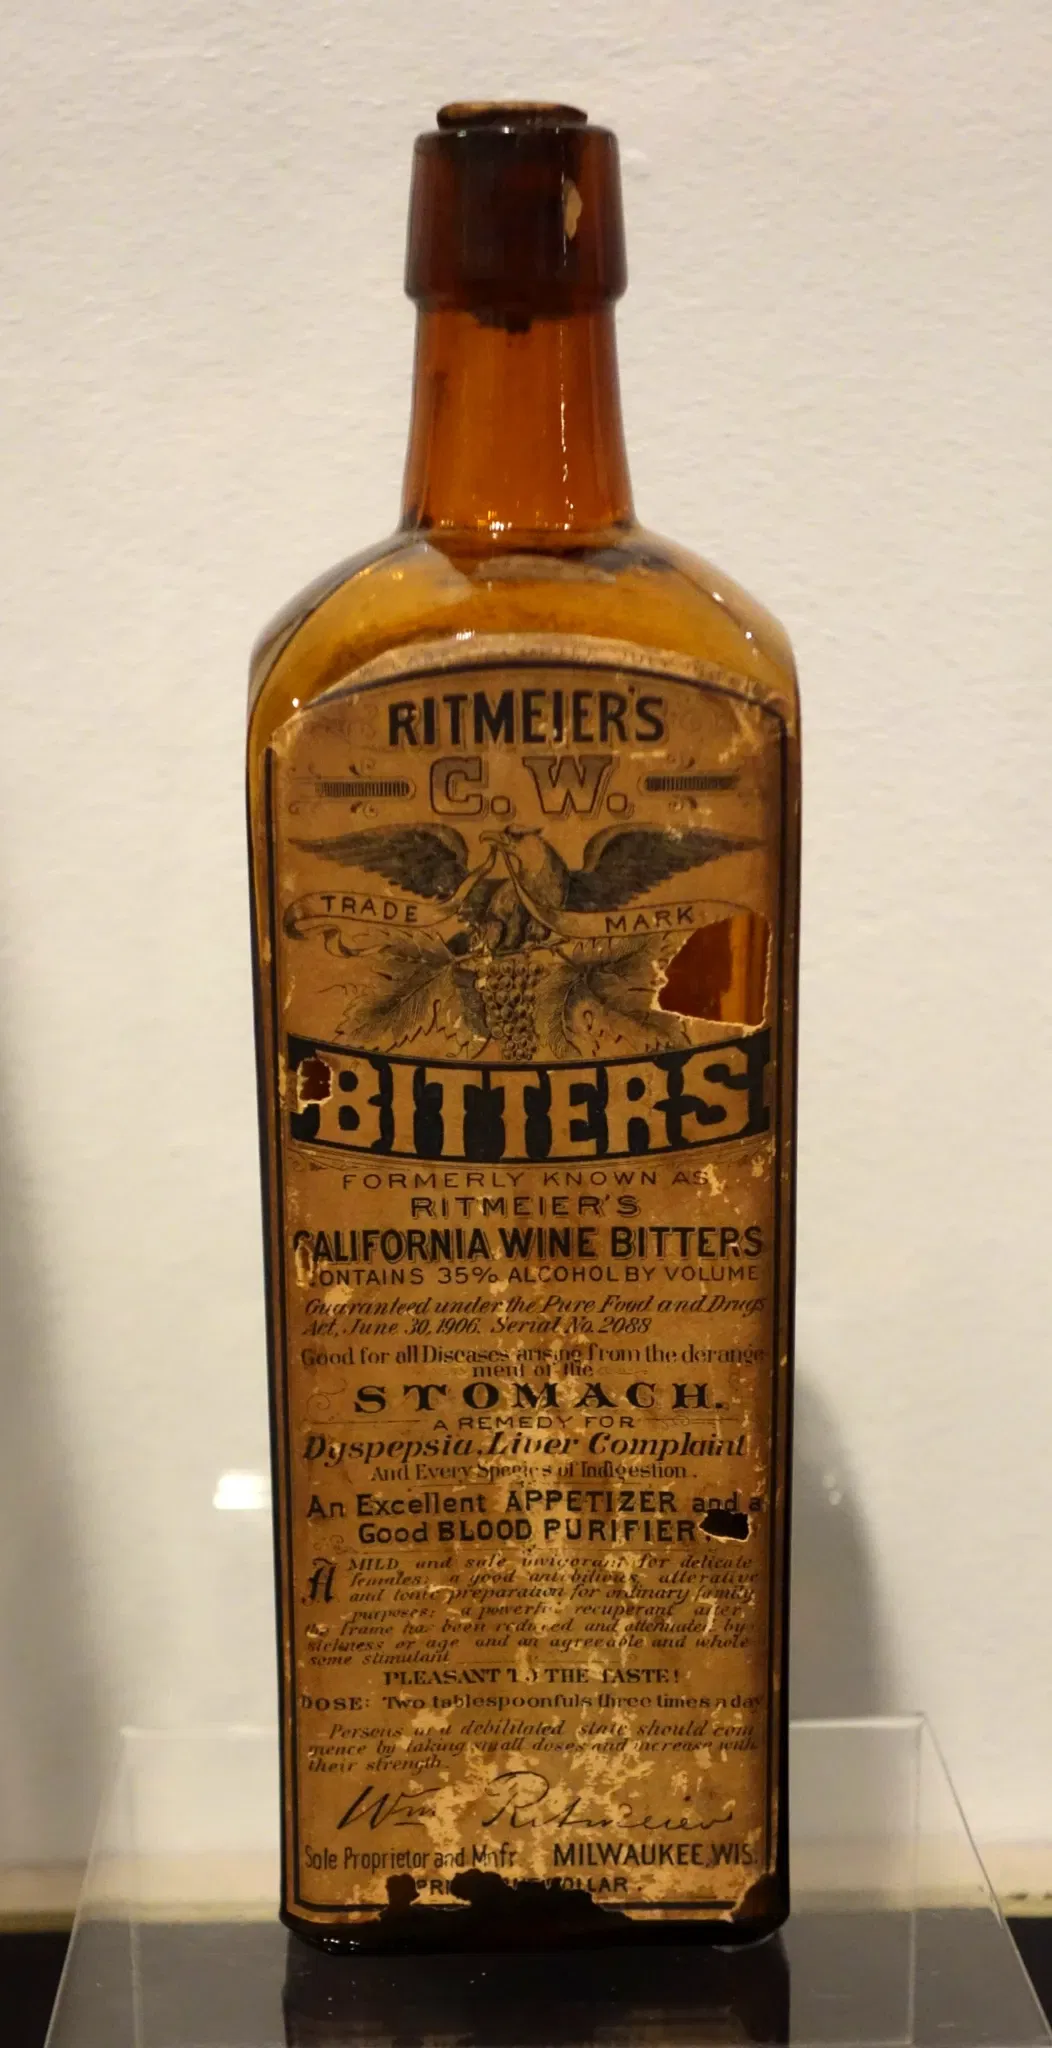 RITMEIER'S
C. W.
TRADE MARK
BITTERS
FORMERLY KNOWN AS
RITMEIER'S
CALIFORNIA WINE BITTERS
CONTAINS 35% ALCOHOL BY VOLUME
Guaranteed under the Pure Food and Drugs
Act, June 30, 1906. Serial No. 2088
Good for all Diseases arising from the derange-
ment of the
STOMACH.
A REMEDY FOR
Dyspepsia, Liver Complaint
And Every Species of Indigestion.
An Excellent APPETIZER and a
Good BLOOD PURIFIER
A MILD and safe invigorant for delicate
females; a good antibilious, alterative
and tonic preparation for ordinary family
purposes; a powerful recuperant after
the frame has been reduced and attenuated by
sickness or age and an agreeable and whole-
some stimulant
PLEASANT TO THE TASTE!
DOSE: Two tablespoonfuls three times a day
Persons of a debilitated state should com-
mence by taking small doses and increase with
their strength.
Wm Ritmeier
Sole Proprietor and Mnfr MILWAUKEE, WIS.
DOLLAR.